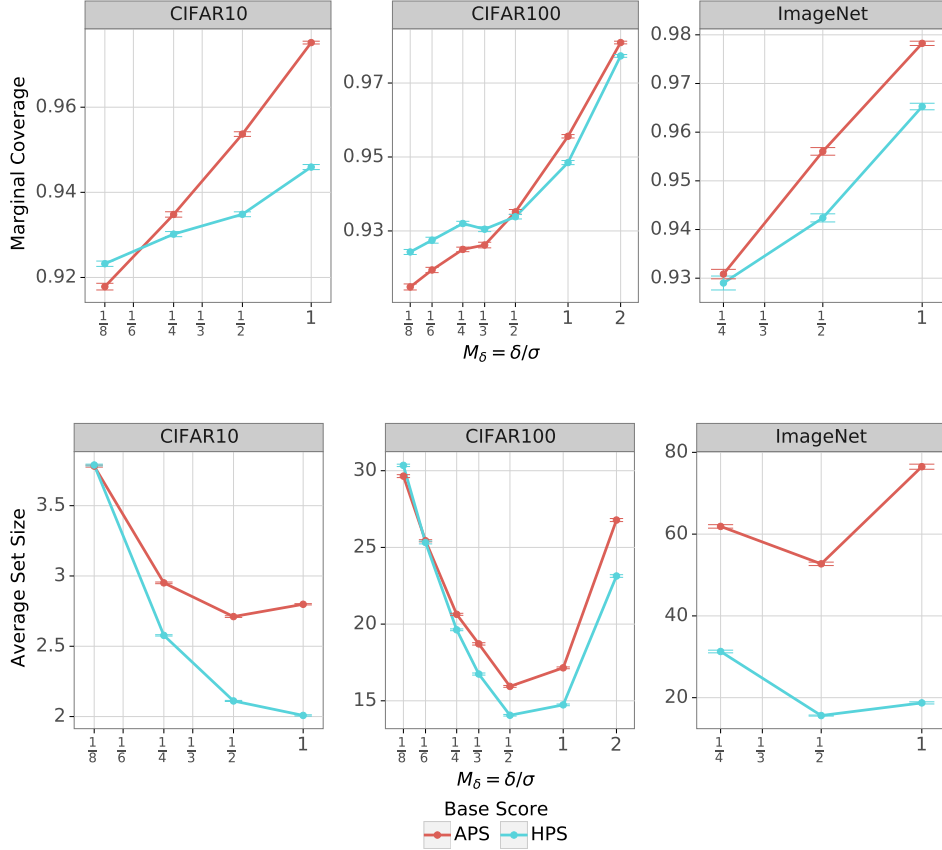 CIFAR10 CIFAR100 ImageNet
Marginal Coverage
0.96
0.94
0.92
0.97
0.95
0.93
0.98
0.97
0.96
0.95
0.94
0.93
1/8 1/6 1/4 1/3 1/2 1
1/8 1/6 1/4 1/3 1/2 1 2
1/4 1/3 1/2 1
M_δ = δ/σ
CIFAR10 CIFAR100 ImageNet
Average Set Size
3.5
3
2.5
2
30
25
20
15
80
60
40
20
1/8 1/6 1/4 1/3 1/2 1
1/8 1/6 1/4 1/3 1/2 1 2
1/4 1/3 1/2 1
M_δ = δ/σ
Base Score
APS HPS